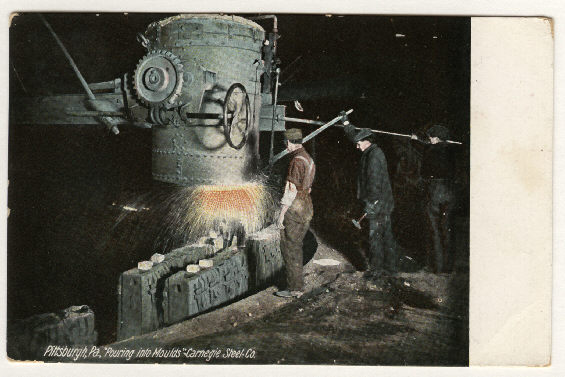 Pittsburgh, Pa. "Pouring into Moulds" Carnegie Steel Co.